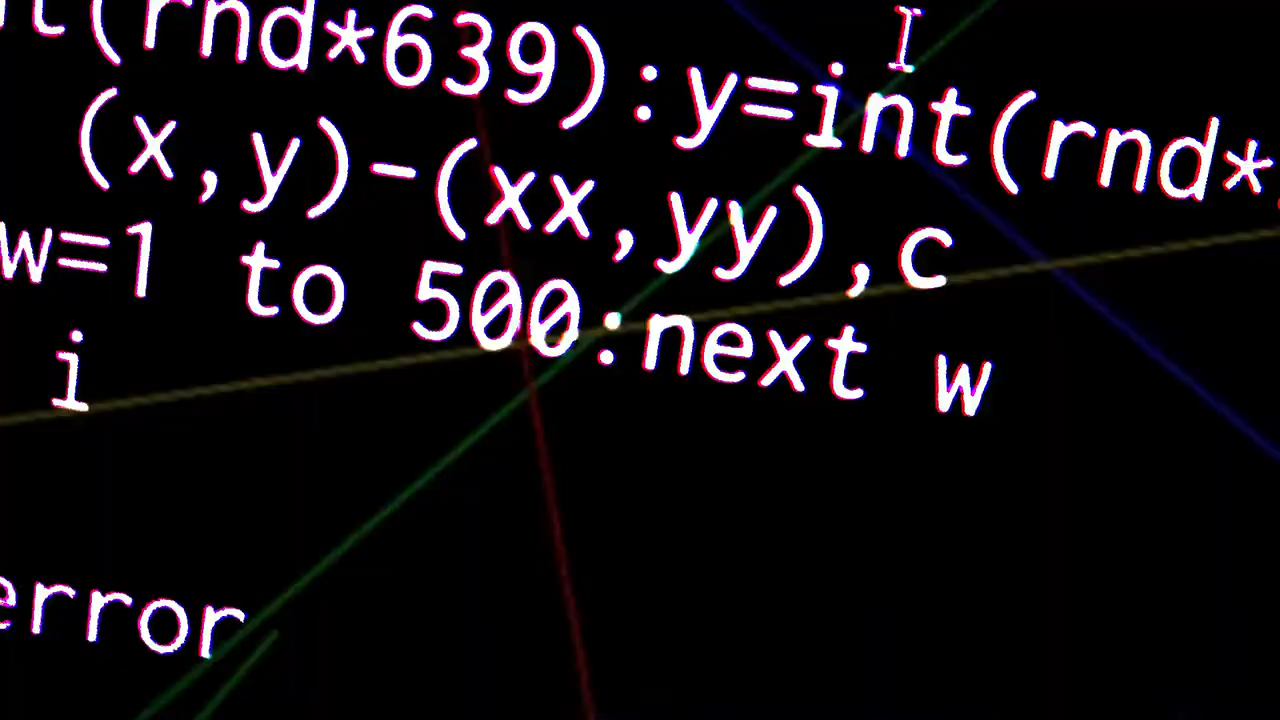 nt(rnd*639):y=int(rnd*
(x,y)-(xx,yy),c
w=1 to 500:next w
i
error